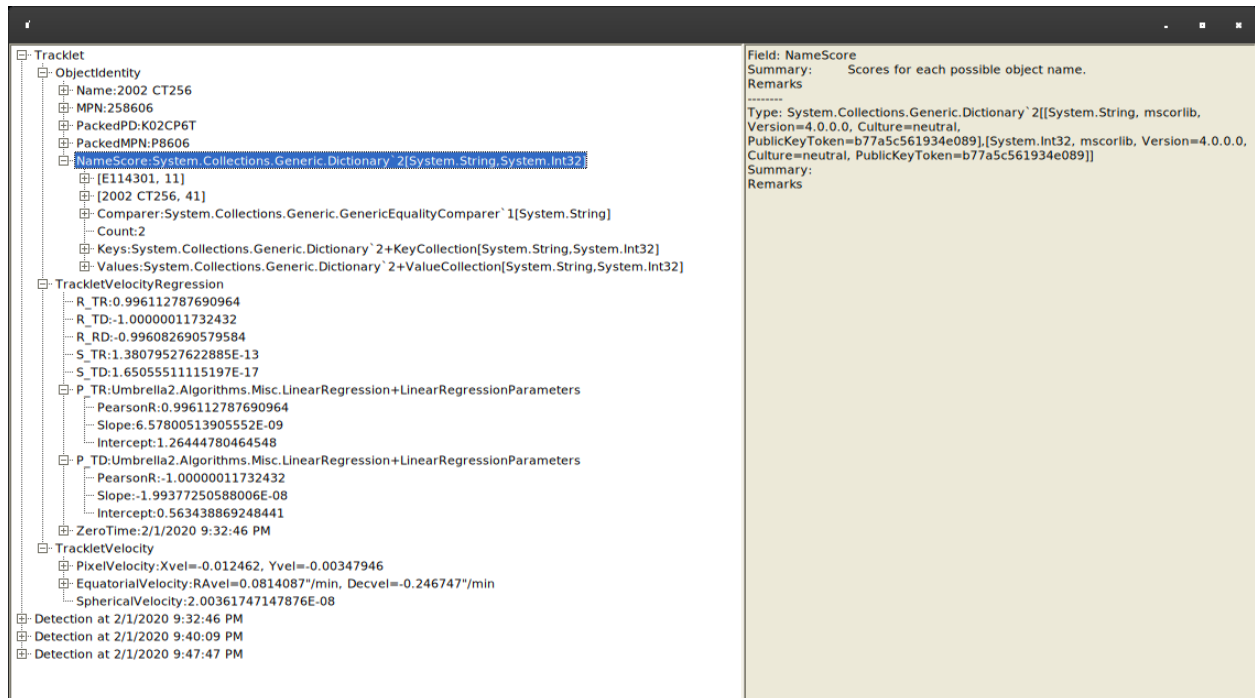 Tracklet
ObjectIdentity
Name:2002 CT256
MPN:258606
PackedPD:K02CP6T
PackedMPN:P8606
NameScore:System.Collections.Generic.Dictionary`2[System.String,System.Int32]
[E114301, 11]
[2002 CT256, 41]
Comparer:System.Collections.Generic.GenericEqualityComparer`1[System.String]
Count:2
Keys:System.Collections.Generic.Dictionary`2+KeyCollection[System.String,System.Int32]
Values:System.Collections.Generic.Dictionary`2+ValueCollection[System.String,System.Int32]
TrackletVelocityRegression
R_TR:0.996112787690964
R_TD:-1.00000011732432
R_RD:-0.996082690579584
S_TR:1.38079527622885E-13
S_TD:1.65055511115197E-17
P_TR:Umbrella2.Algorithms.Misc.LinearRegression+LinearRegressionParameters
PearsonR:0.996112787690964
Slope:6.57800513905552E-09
Intercept:1.26444780464548
P_TD:Umbrella2.Algorithms.Misc.LinearRegression+LinearRegressionParameters
PearsonR:-1.00000011732432
Slope:-1.99377250588006E-08
Intercept:0.563438869248441
ZeroTime:2/1/2020 9:32:46 PM
TrackletVelocity
PixelVelocity:Xvel=-0.012462, Yvel=-0.00347946
EquatorialVelocity:RAvel=0.0814087"/min, Decvel=-0.246747"/min
SphericalVelocity:2.00361747147876E-08
Detection at 2/1/2020 9:32:46 PM
Detection at 2/1/2020 9:40:09 PM
Detection at 2/1/2020 9:47:47 PM
Field: NameScore
Summary: Scores for each possible object name.
Remarks
--------
Type: System.Collections.Generic.Dictionary`2[[System.String, mscorlib,
Version=4.0.0.0, Culture=neutral,
PublicKeyToken=b77a5c561934e089],[System.Int32, mscorlib, Version=4.0.0.0,
Culture=neutral, PublicKeyToken=b77a5c561934e089]]
Summary:
Remarks